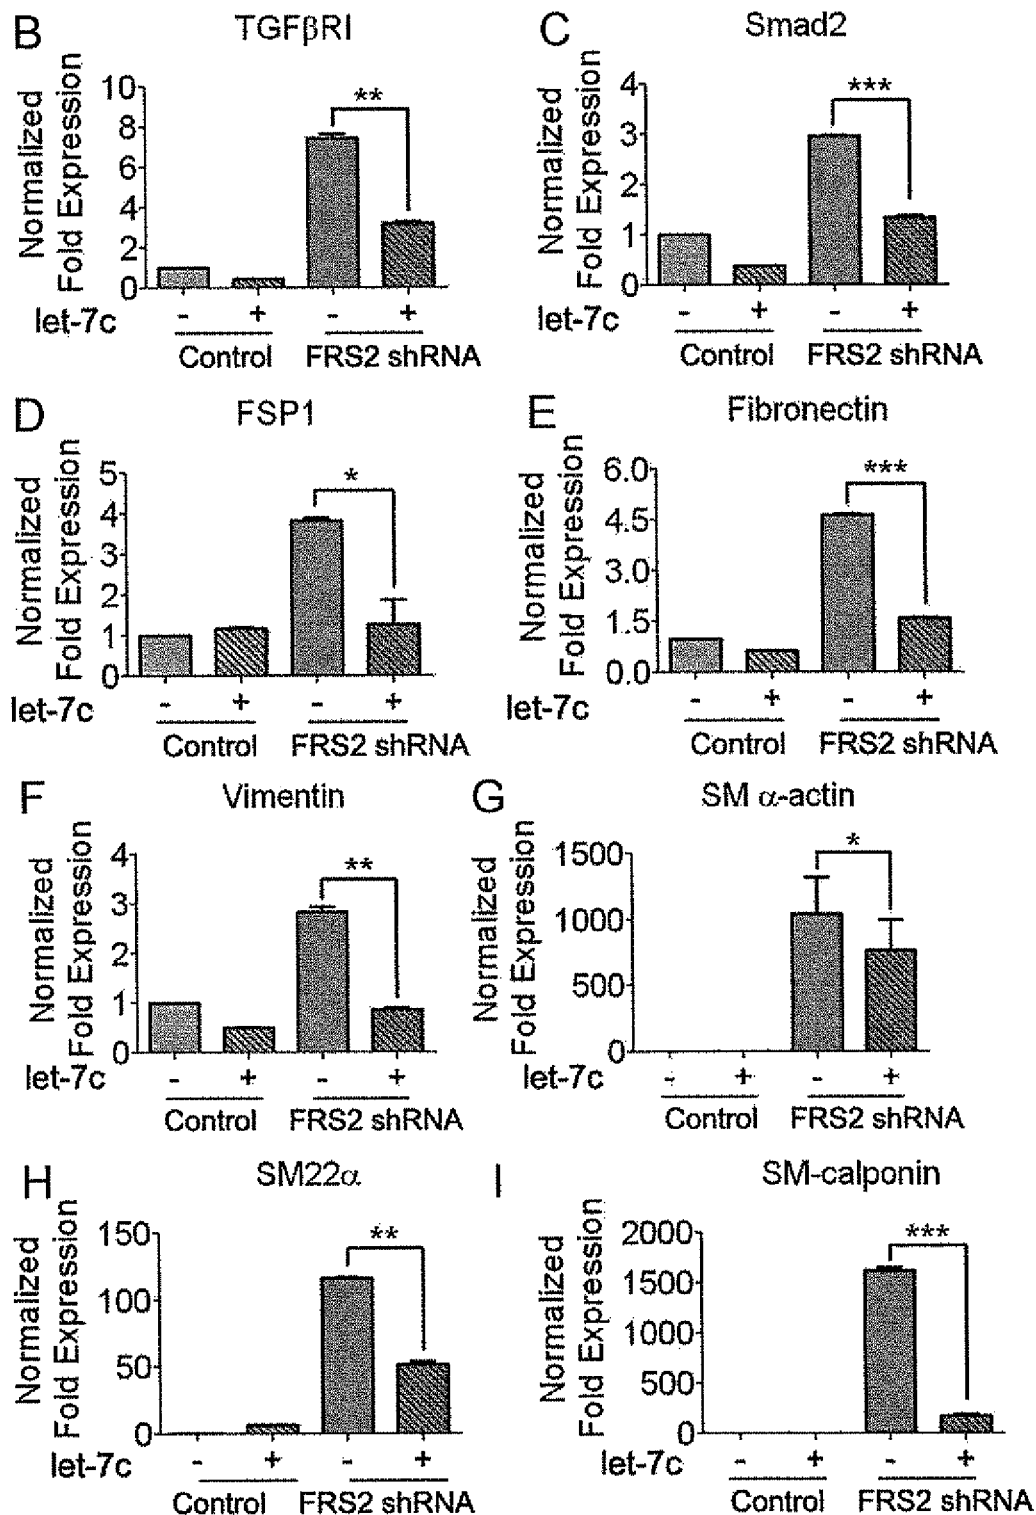 B TGFβRI
Normalized
Fold Expression
10
8
6
4
2
0
**
let-7c - + - +
Control FRS2 shRNA
C Smad2
Normalized
Fold Expression
4
3
2
1
0
***
let-7c - + - +
Control FRS2 shRNA
D FSP1
Normalized
Fold Expression
5
4
3
2
1
0
*
let-7c - + - +
Control FRS2 shRNA
E Fibronectin
Normalized
Fold Expression
6.0
4.5
3.0
1.5
0.0
***
let-7c - + - +
Control FRS2 shRNA
F Vimentin
Normalized
Fold Expression
4
3
2
1
0
**
let-7c - + - +
Control FRS2 shRNA
G SM α-actin
Normalized
Fold Expression
1500
1000
500
0
*
let-7c - + - +
Control FRS2 shRNA
H SM22α
Normalized
Fold Expression
150
100
50
0
**
let-7c - + - +
Control FRS2 shRNA
I SM-calponin
Normalized
Fold Expression
2000
1500
1000
500
0
***
let-7c - + - +
Control FRS2 shRNA